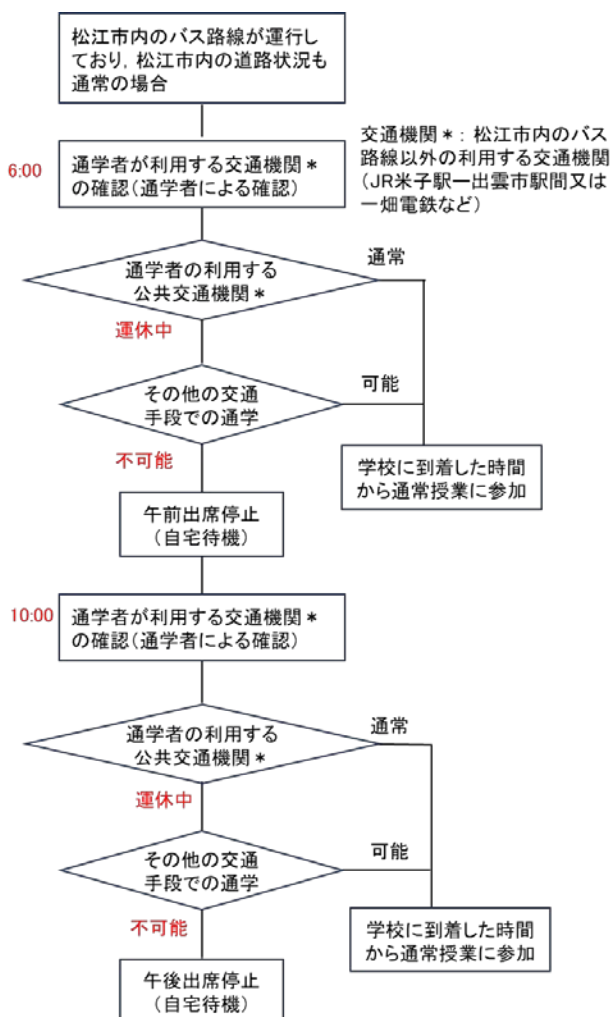 松江市内のバス路線が運行し
ており，松江市内の道路状況も
通常の場合
交通機関＊：松江市内のバス
路線以外の利用する交通機関
（JR米子駅ー出雲市駅間又は
一畑電鉄など）
6:00
通学者が利用する交通機関＊
の確認（通学者による確認）
通学者の利用する
公共交通機関＊
通常
運休中
その他の交通
手段での通学
可能
不可能
学校に到着した時間
から通常授業に参加
午前出席停止
（自宅待機）
10:00
通学者が利用する交通機関＊
の確認（通学者による確認）
通学者の利用する
公共交通機関＊
通常
運休中
その他の交通
手段での通学
可能
不可能
学校に到着した時間
から通常授業に参加
午後出席停止
（自宅待機）